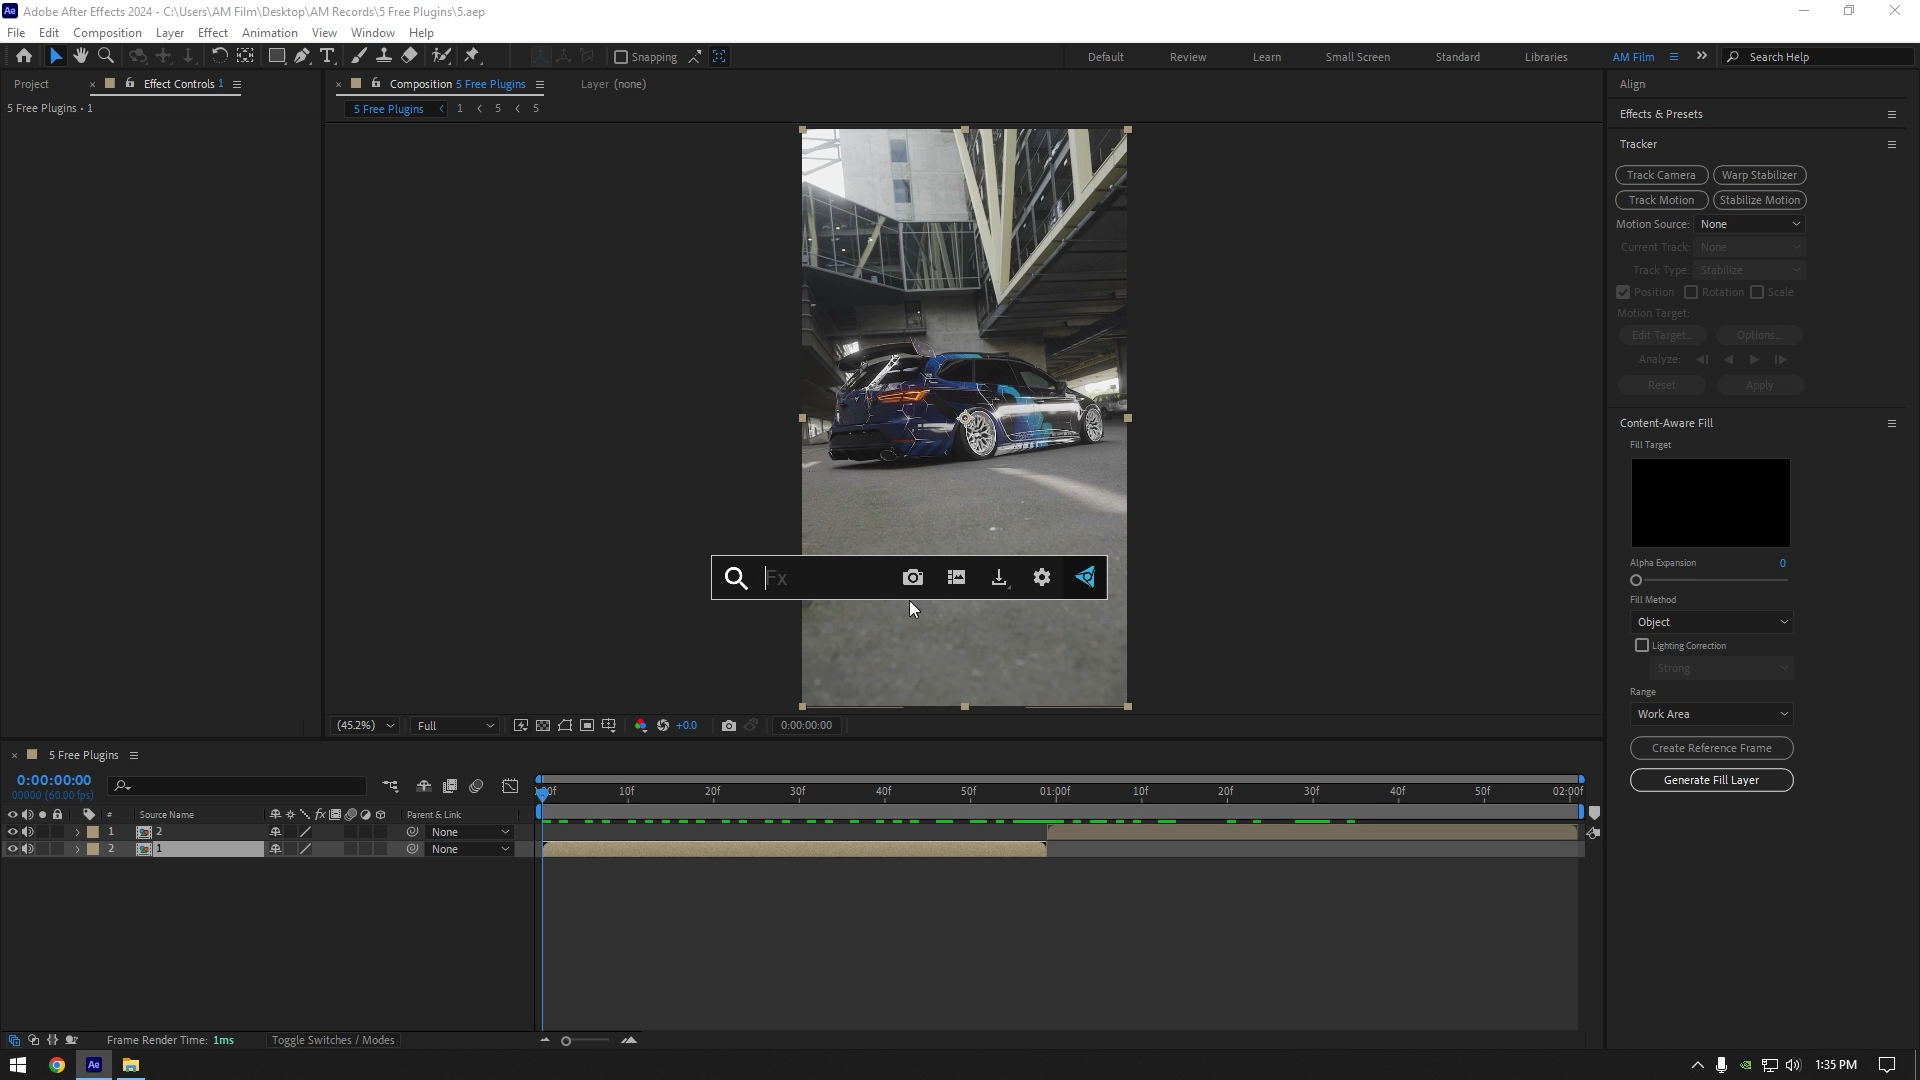 Ae Adobe After Effects 2024 - C:\Users\AM Film\Desktop\AM Records\5 Free Plugins\5.aep
File Edit Composition Layer Effect Animation View Window Help
Snapping Default Review Learn Small Screen Standard Libraries AM Film Search Help
Project Effect Controls 1
Composition 5 Free Plugins Layer (none)
Align
5 Free Plugins • 1
5 Free Plugins < 1 < 5 < 5
Effects & Presets
Tracker
Track Camera Warp Stabilizer
Track Motion Stabilize Motion
Motion Source: None
Current Track: None
Track Type: Stabilize
Position Rotation Scale
Motion Target:
Edit Target... Options...
Analyze:
Reset Apply
Content-Aware Fill
Fill Target
Alpha Expansion 0
Fill Method
Object
Lighting Correction
Strong
Range
Work Area
Create Reference Frame
Generate Fill Layer
Fx
(45.2%) Full +0.0 0:00:00:00
5 Free Plugins
0:00:00:00
00000 (60.00 fps)
:00f 10f 20f 30f 40f 50f 01:00f 10f 20f 30f 40f 50f 02:00f
# Source Name fx Parent & Link
1 2 None
2 1 None
Frame Render Time: 1ms Toggle Switches / Modes
Ae 1:35 PM